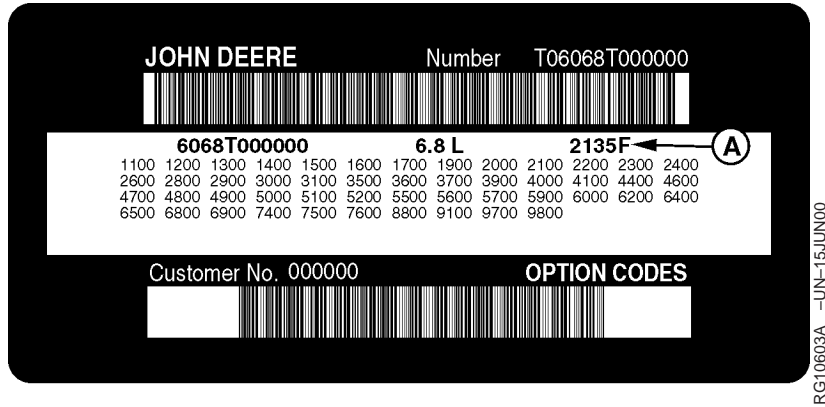 JOHN DEERE Number T06068T000000
6068T000000 6.8 L 2135F A
1100 1200 1300 1400 1500 1600 1700 1900 2000 2100 2200 2300 2400
2600 2800 2900 3000 3100 3500 3600 3700 3900 4000 4100 4400 4600
4700 4800 4900 5000 5100 5200 5500 5600 5700 5900 6000 6200 6400
6500 6800 6900 7400 7500 7600 8800 9100 9700 9800
Customer No. 000000 OPTION CODES
RG10603A –UN–15JUN00